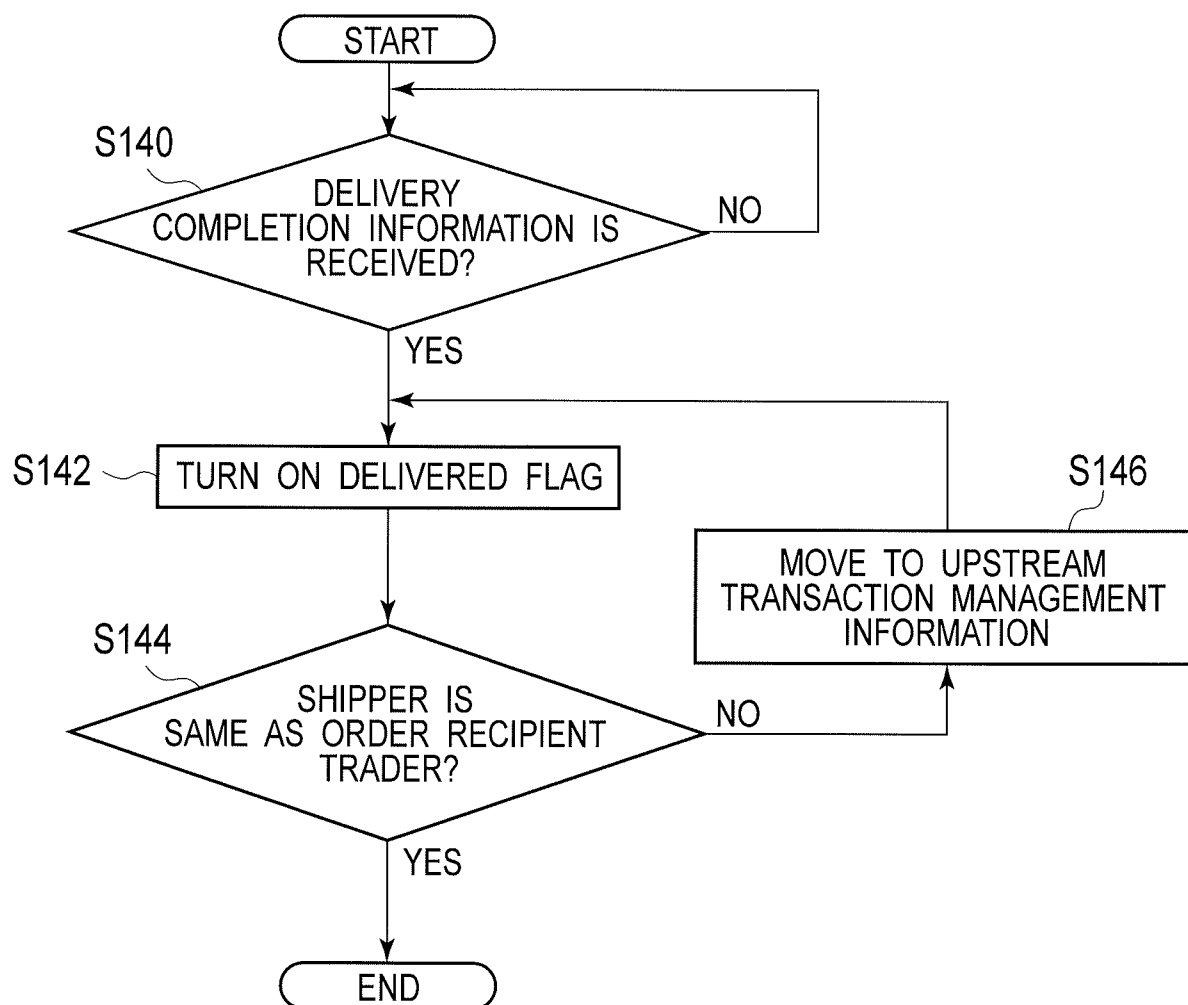 START
S140
DELIVERY
COMPLETION INFORMATION IS
RECEIVED?
NO
YES
S142
TURN ON DELIVERED FLAG
S146
MOVE TO UPSTREAM
TRANSACTION MANAGEMENT
INFORMATION
S144
SHIPPER IS
SAME AS ORDER RECIPIENT
TRADER?
NO
YES
END